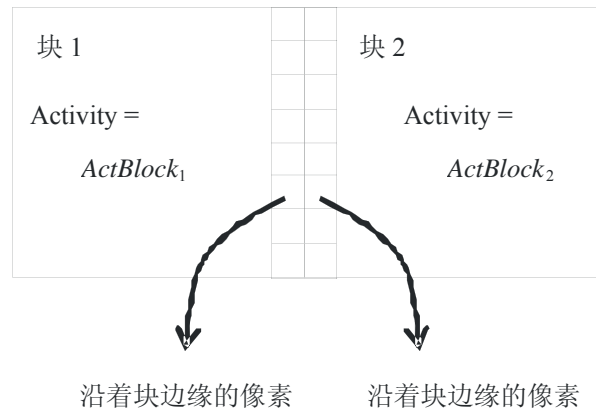 块 1
块 2
Activity =
Activity =
ActBlock₁
ActBlock₂
沿着块边缘的像素
沿着块边缘的像素